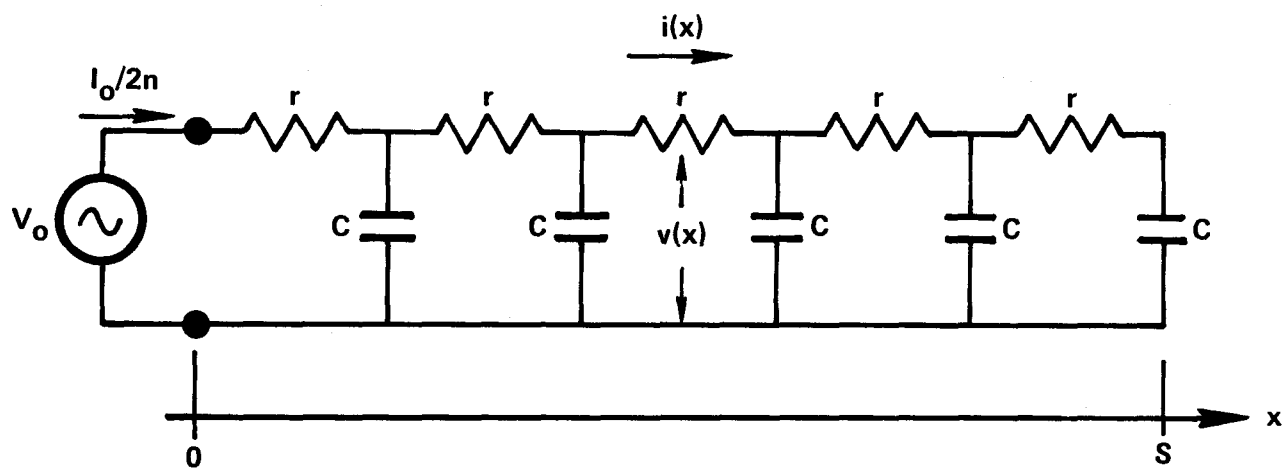 i(x)
I₀/2n
r r r r r
V₀
C C v(x) C C C
x
0 S